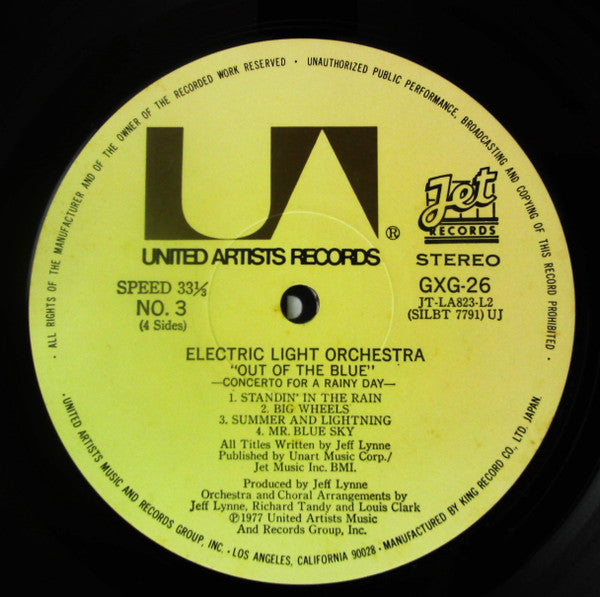 ALL RIGHTS OF THE MANUFACTURER AND OF THE OWNER OF THE RECORDED WORK RESERVED · UNAUTHORIZED PUBLIC PERFORMANCE, BROADCASTING AND COPYING OF THIS RECORD PROHIBITED ·
UA
®
UNITED ARTISTS RECORDS
Jet
RECORDS
STEREO
SPEED 33⅓
NO. 3
(4 Sides)
GXG-26
JT-LA823-L2
(SILBT 7791) UJ
ELECTRIC LIGHT ORCHESTRA
"OUT OF THE BLUE"
—CONCERTO FOR A RAINY DAY—
1. STANDIN' IN THE RAIN
2. BIG WHEELS
3. SUMMER AND LIGHTNING
4. MR. BLUE SKY
All Titles Written by Jeff Lynne
Published by Unart Music Corp./
Jet Music Inc. BMI.
Produced by Jeff Lynne
Orchestra and Choral Arrangements by
Jeff Lynne, Richard Tandy and Louis Clark
℗1977 United Artists Music
And Records Group, Inc.
· UNITED ARTISTS MUSIC AND RECORDS GROUP, INC. · LOS ANGELES, CALIFORNIA 90028 · MANUFACTURED BY KING RECORD CO., LTD. JAPAN.